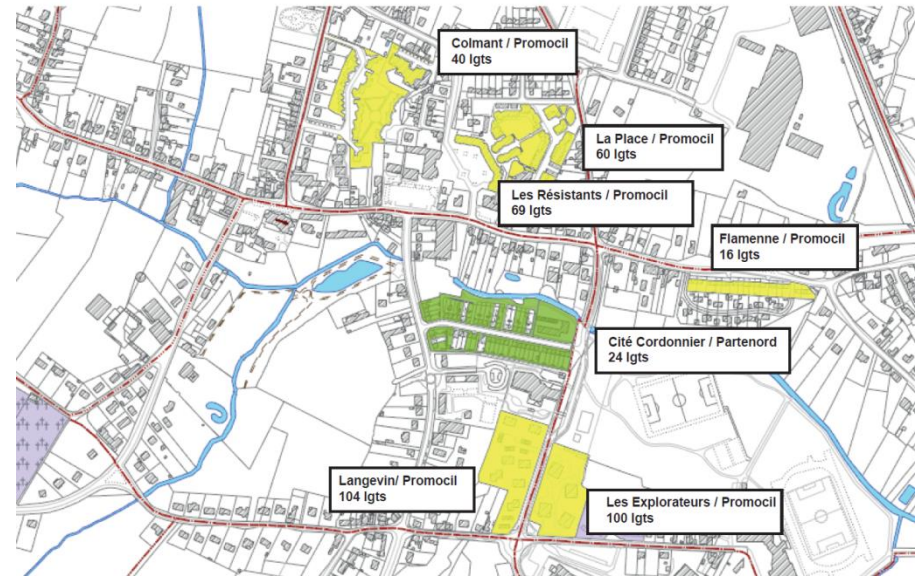 Colmant / Promocil
40 lgts
La Place / Promocil
60 lgts
Les Résistants / Promocil
69 lgts
Flamenne / Promocil
16 lgts
Cité Cordonnier / Partenord
24 lgts
Langevin/ Promocil
104 lgts
Les Explorateurs / Promocil
100 lgts